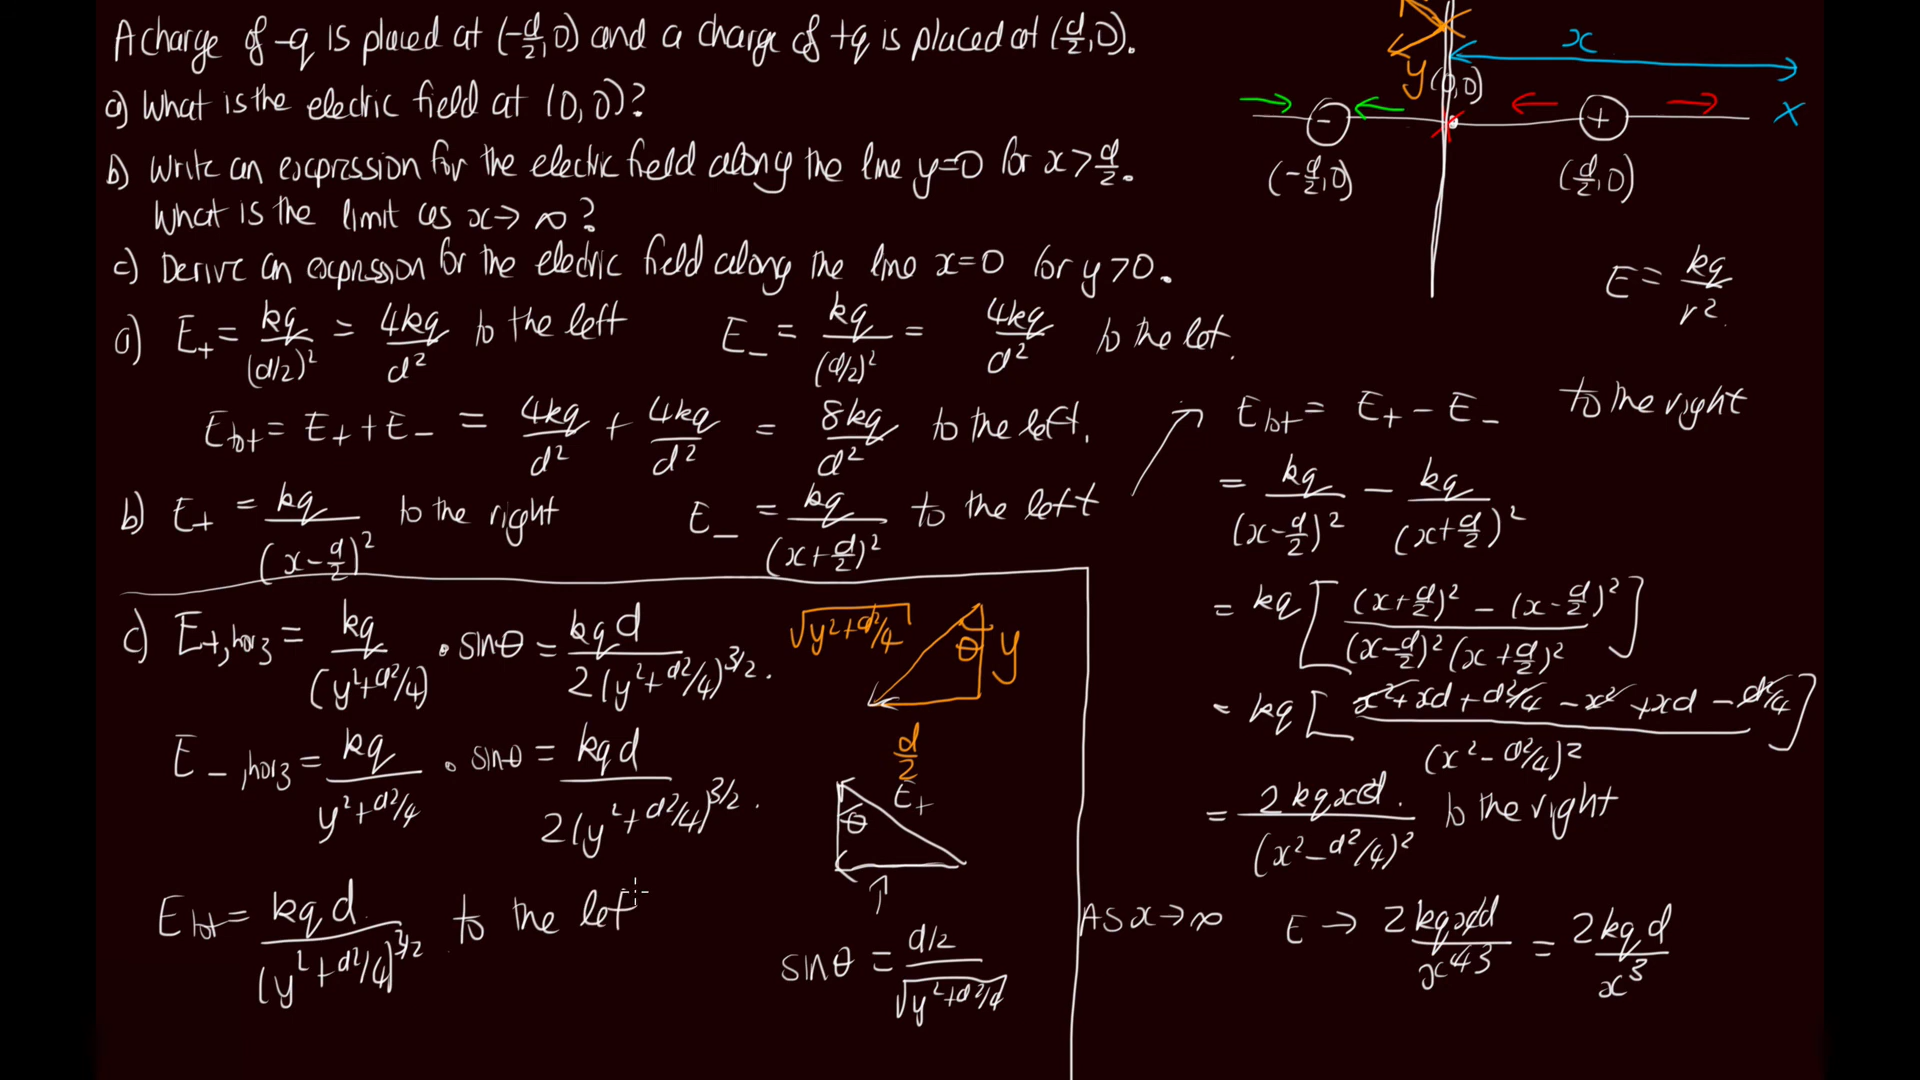 A charge of -q is placed at (-d/2, 0) and a charge of +q is placed at (d/2, 0).
a) What is the electric field at (0, 0)?
b) Write an expression for the electric field along the line y=0 for x > d/2.
What is the limit as x → ∞?
c) Derive an expression for the electric field along the line x=0 for y>0.
x
y
(0,0)
- + x
(-d/2, 0) (d/2, 0)
E = kq/r²
a) E₊ = kq/(d/2)² = 4kq/d² to the left E₋ = kq/(d/2)² = 4kq/d² to the left.
E tot = E₊ + E₋ = 4kq/d² + 4kq/d² = 8kq/d² to the left.
b) E₊ = kq/(x - d/2)² to the right E₋ = kq/(x + d/2)² to the left
E tot = E₊ - E₋ to the right
= kq/(x - d/2)² - kq/(x + d/2)²
= kq [ ((x + d/2)² - (x - d/2)²) / ((x - d/2)² (x + d/2)²) ]
= kq [ (x² + xd + d²/4 - x² + xd - d²/4) / (x² - d²/4)² ]
= 2kqxd/(x² - d²/4)² to the right
As x → ∞ E → 2kqxd/x⁴ 3 = 2kqd/x³
c) E₊,horz = kq/(y² + d²/4) · sinθ = kqd/2(y² + d²/4)^3/2.
E₋,horz = kq/(y² + d²/4) · sinθ = kqd/2(y² + d²/4)^3/2.
E tot = kqd/(y² + d²/4)^3/2 to the left
√(y² + d²/4) θ y
d/2
E₊
θ
sinθ = (d/2)/√(y² + d²/4)